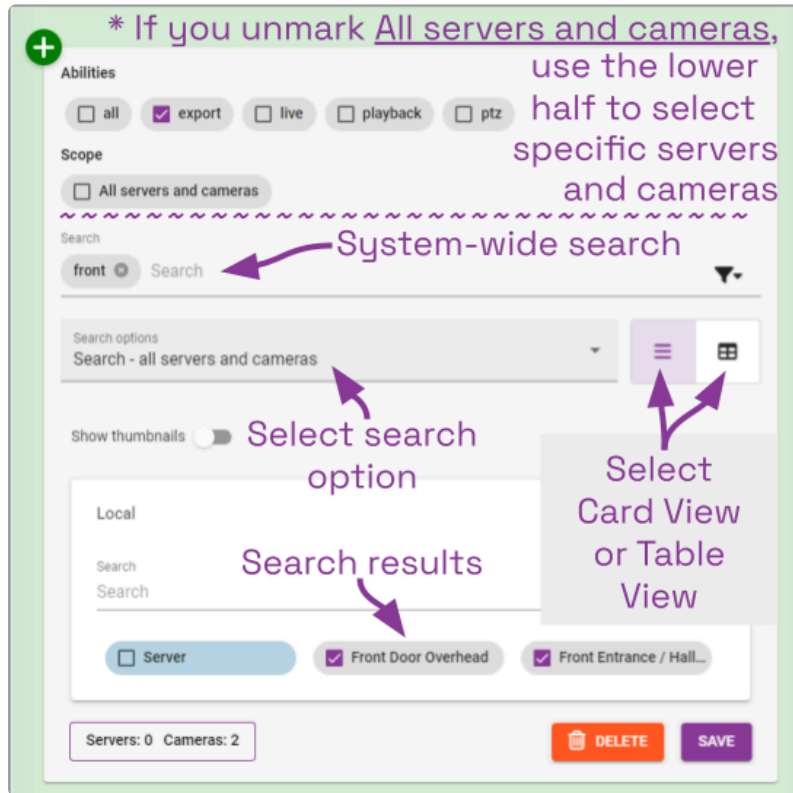 * If you unmark All servers and cameras,
use the lower
half to select
specific servers
and cameras
Abilities
all
export
live
playback
ptz
Scope
All servers and cameras
Search
front
Search
System-wide search
Search options
Search - all servers and cameras
Show thumbnails
Select search
option
Select
Card View
or Table
View
Local
Search
Search
Search results
Server
Front Door Overhead
Front Entrance / Hall...
Servers: 0 Cameras: 2
DELETE
SAVE